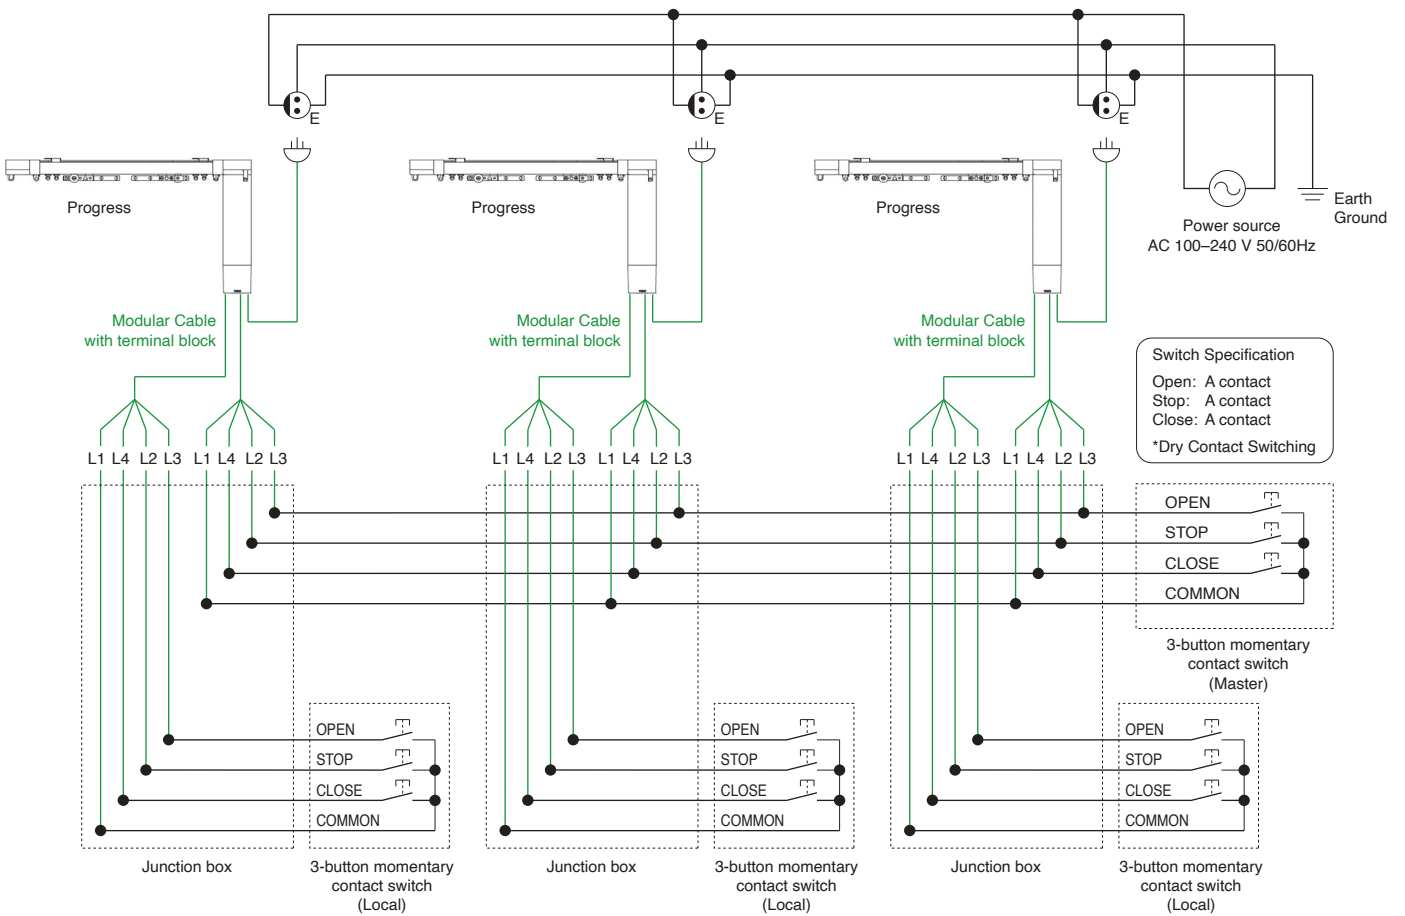 E
E
E
Progress
Progress
Progress
Earth
Ground
Power source
AC 100–240 V 50/60Hz
Modular Cable
with terminal block
Modular Cable
with terminal block
Modular Cable
with terminal block
Switch Specification
Open: A contact
Stop: A contact
Close: A contact
*Dry Contact Switching
L1 L4 L2 L3 L1 L4 L2 L3
L1 L4 L2 L3 L1 L4 L2 L3
L1 L4 L2 L3 L1 L4 L2 L3
OPEN
STOP
CLOSE
COMMON
3-button momentary
contact switch
(Master)
OPEN
STOP
CLOSE
COMMON
OPEN
STOP
CLOSE
COMMON
OPEN
STOP
CLOSE
COMMON
Junction box
3-button momentary
contact switch
(Local)
Junction box
3-button momentary
contact switch
(Local)
Junction box
3-button momentary
contact switch
(Local)